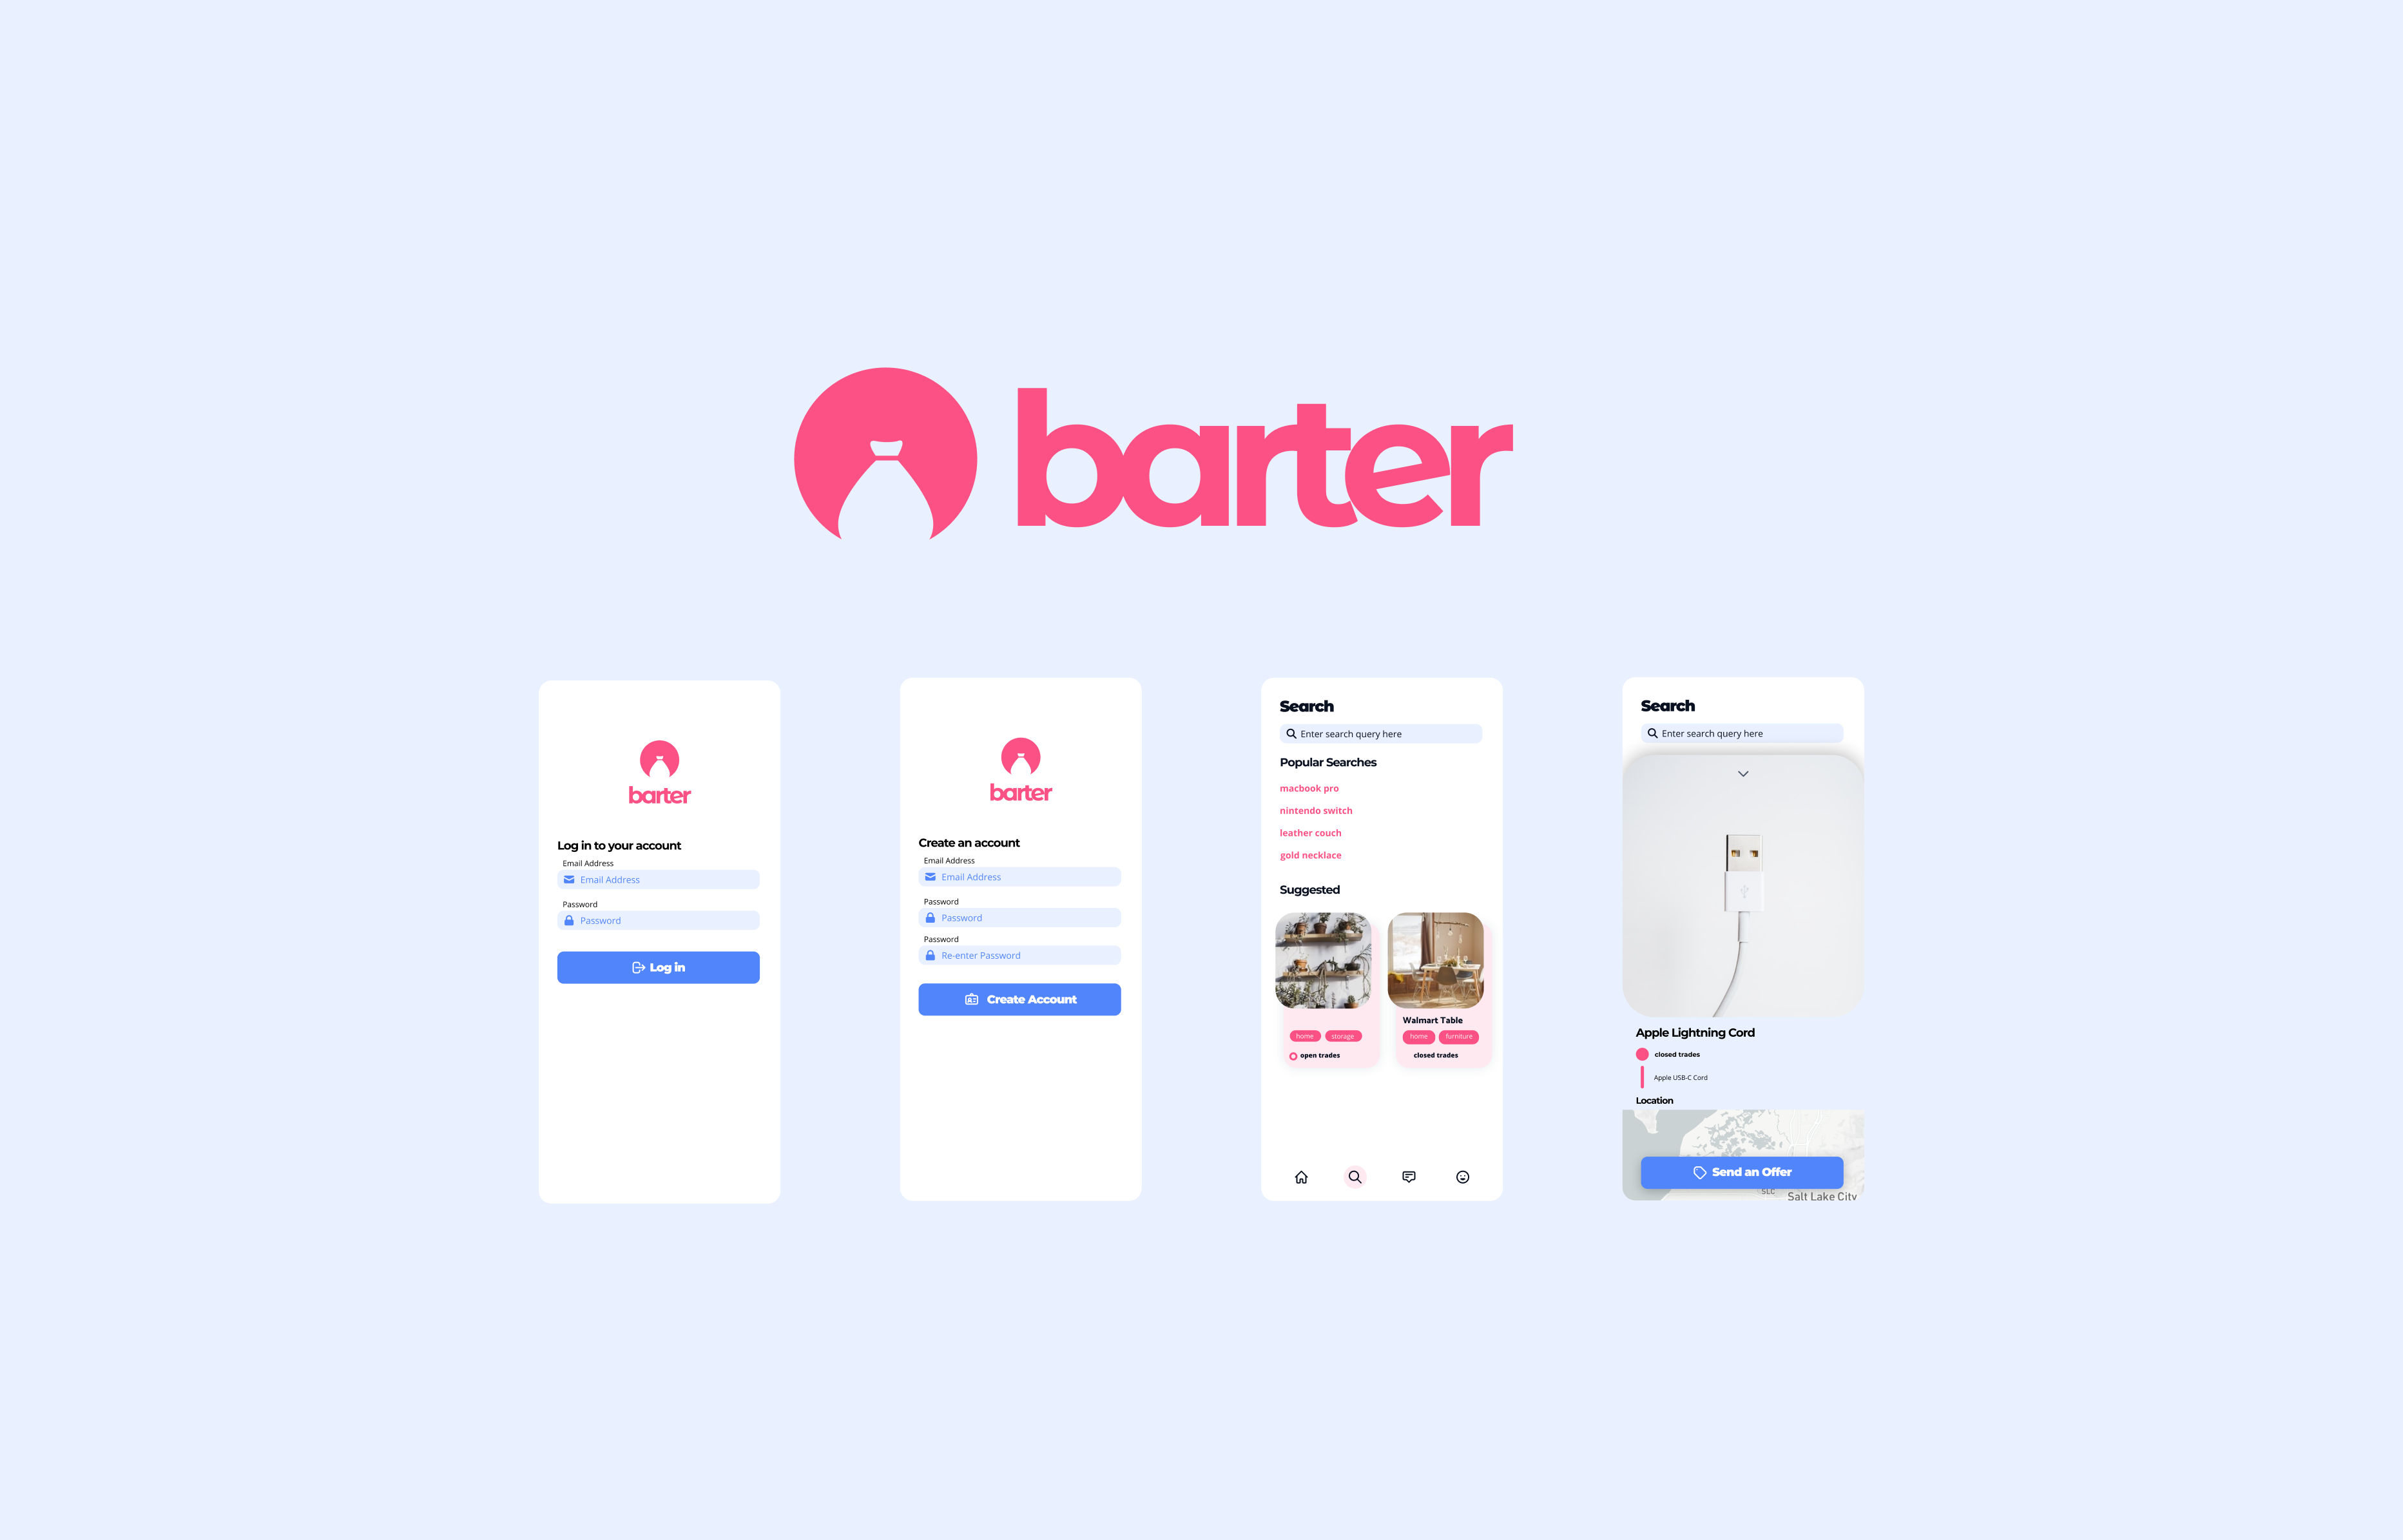 barter
barter
Log in to your account
Email Address
Email Address
Password
Password
Log in
barter
Create an account
Email Address
Email Address
Password
Password
Password
Re-enter Password
Create Account
Search
Enter search query here
Popular Searches
macbook pro
nintendo switch
leather couch
gold necklace
Suggested
home storage
open trades
Walmart Table
home furniture
closed trades
Search
Enter search query here
Apple Lightning Cord
closed trades
Apple USB-C Cord
Location
Send an Offer
SLC
Salt Lake City